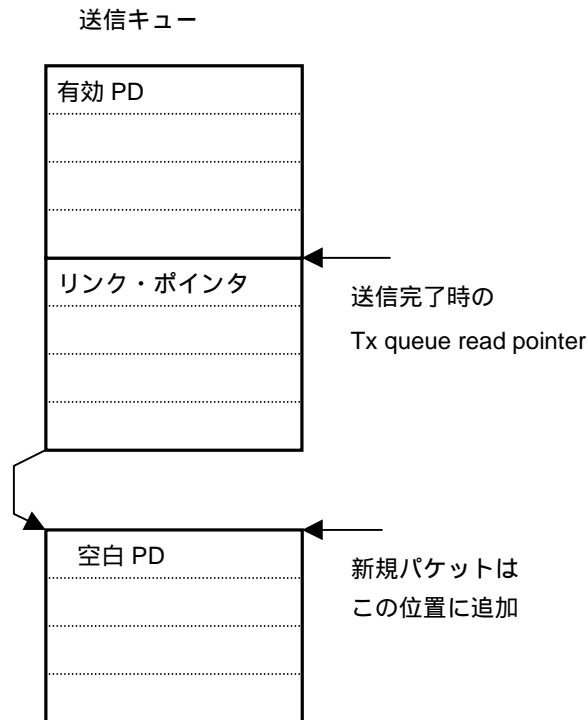 送信キュー
有効 PD
リンク・ポインタ
送信完了時の
Tx queue read pointer
空白 PD
新規パケットは
この位置に追加